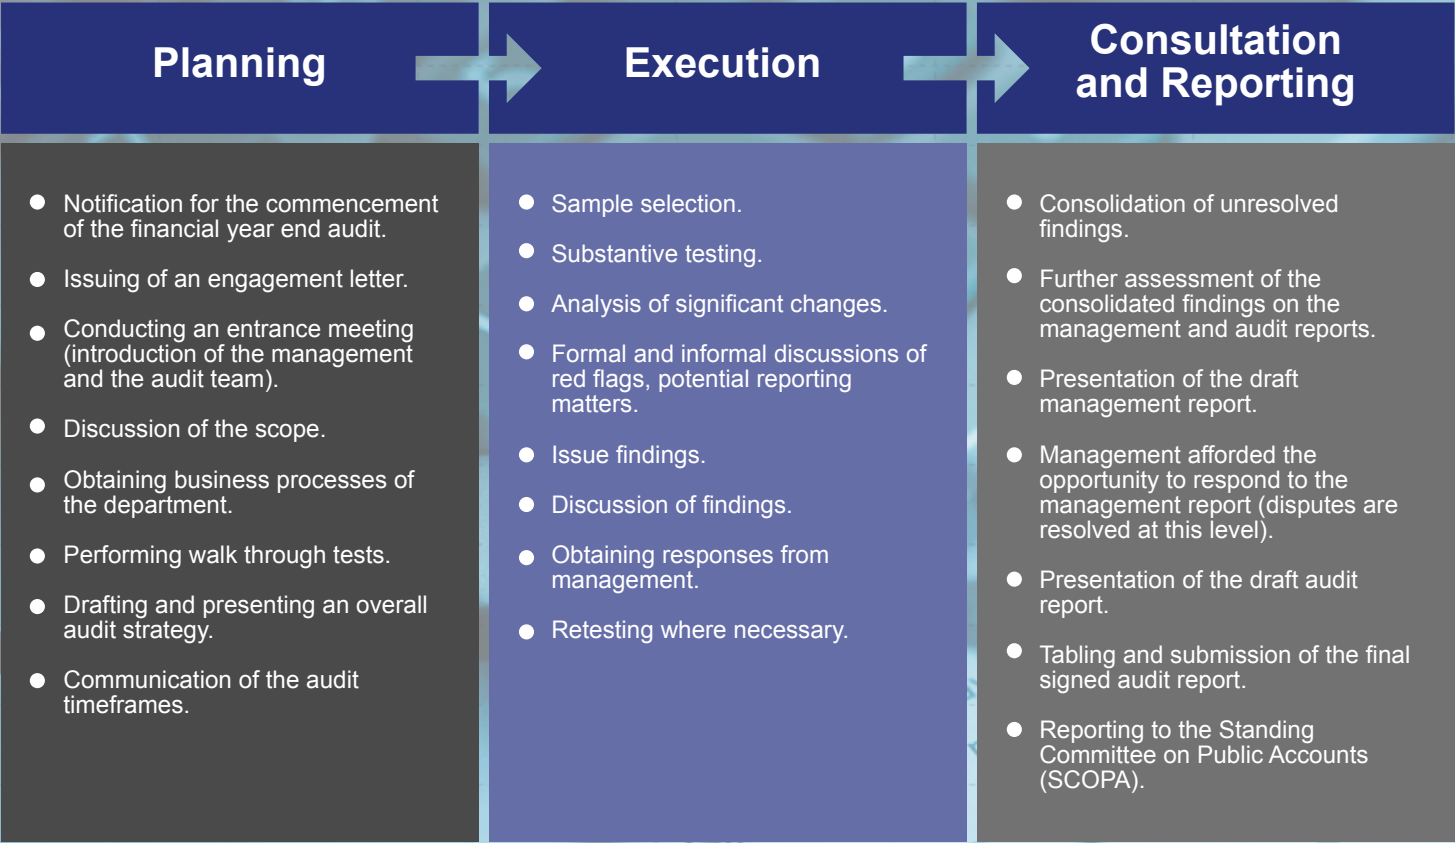 Planning
Execution
Consultation
and Reporting
Notification for the commencement
of the financial year end audit.
Issuing of an engagement letter.
Conducting an entrance meeting
(introduction of the management
and the audit team).
Discussion of the scope.
Obtaining business processes of
the department.
Performing walk through tests.
Drafting and presenting an overall
audit strategy.
Communication of the audit
timeframes.
Sample selection.
Substantive testing.
Analysis of significant changes.
Formal and informal discussions of
red flags, potential reporting
matters.
Issue findings.
Discussion of findings.
Obtaining responses from
management.
Retesting where necessary.
Consolidation of unresolved
findings.
Further assessment of the
consolidated findings on the
management and audit reports.
Presentation of the draft
management report.
Management afforded the
opportunity to respond to the
management report (disputes are
resolved at this level).
Presentation of the draft audit
report.
Tabling and submission of the final
signed audit report.
Reporting to the Standing
Committee on Public Accounts
(SCOPA).